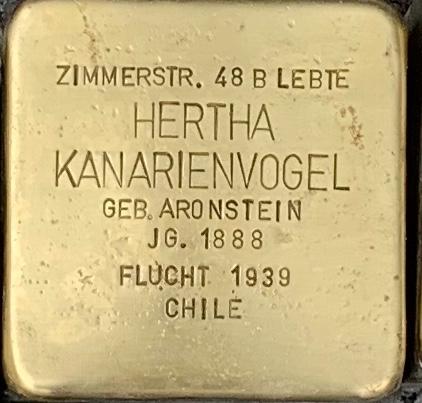 ZIMMERSTR. 48 B LEBTE
HERTHA
KANARIENVOGEL
GEB. ARONSTEIN
JG. 1888
FLUCHT 1939
CHILE